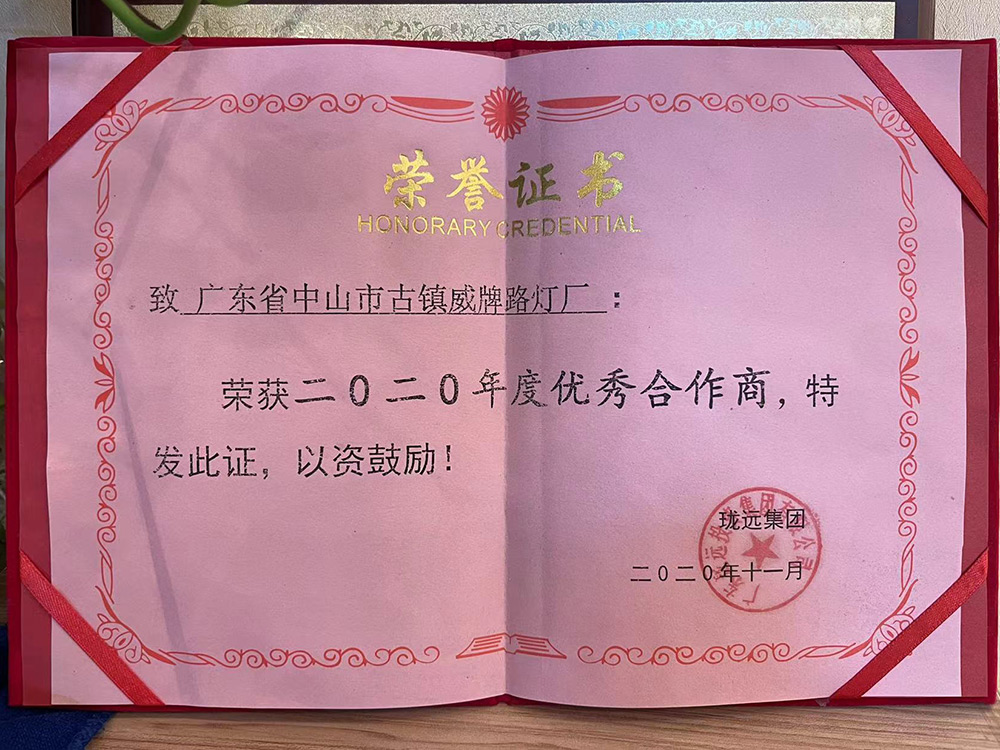 荣誉证书
HONORARY CREDENTIAL
致 广东省中山市古镇威牌路灯厂：
荣获二0二0年度优秀合作商，特
发此证，以资鼓励！
珑远集团
二0二0年十一月